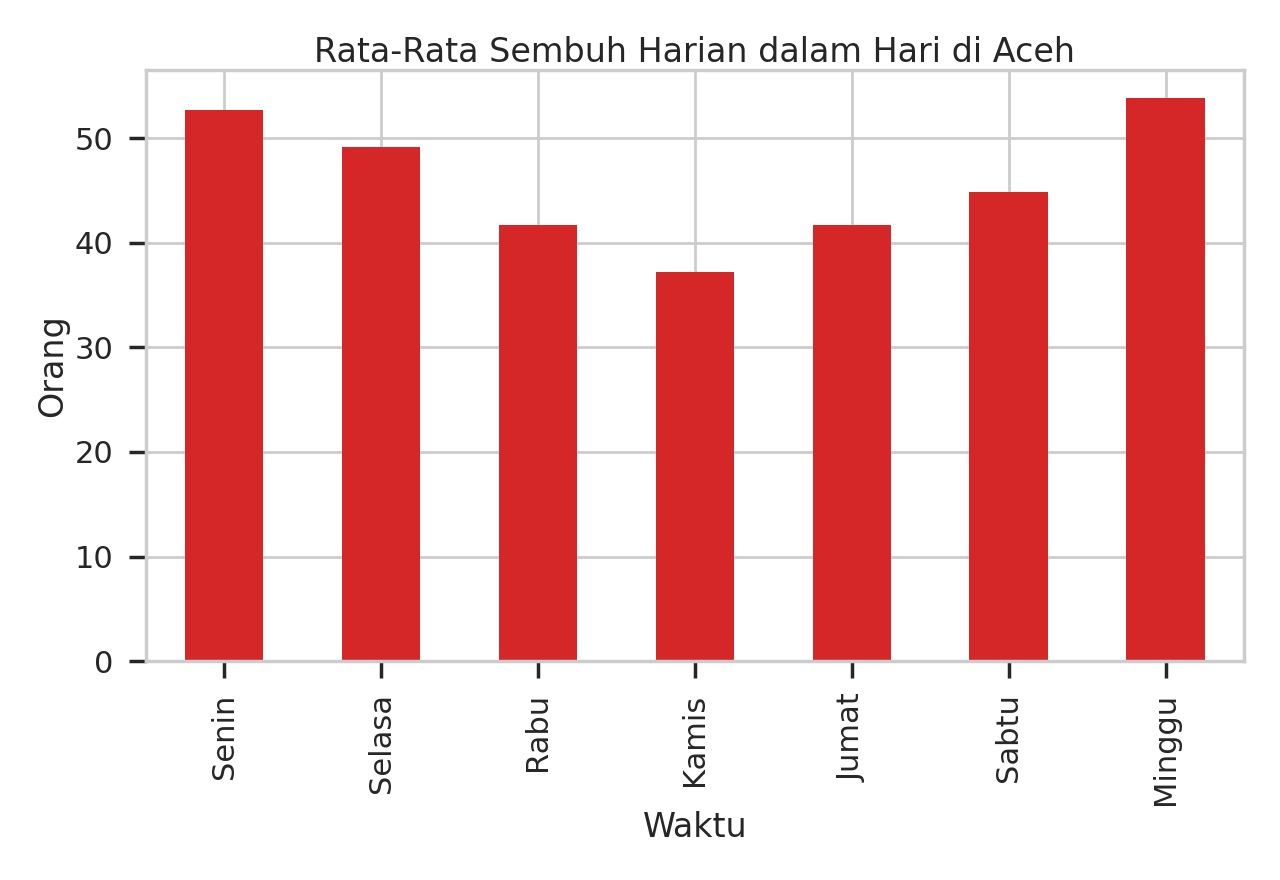 Rata-Rata Sembuh Harian dalam Hari di Aceh
Orang
50
40
30
20
10
0
Senin
Selasa
Rabu
Kamis
Jumat
Sabtu
Minggu
Waktu